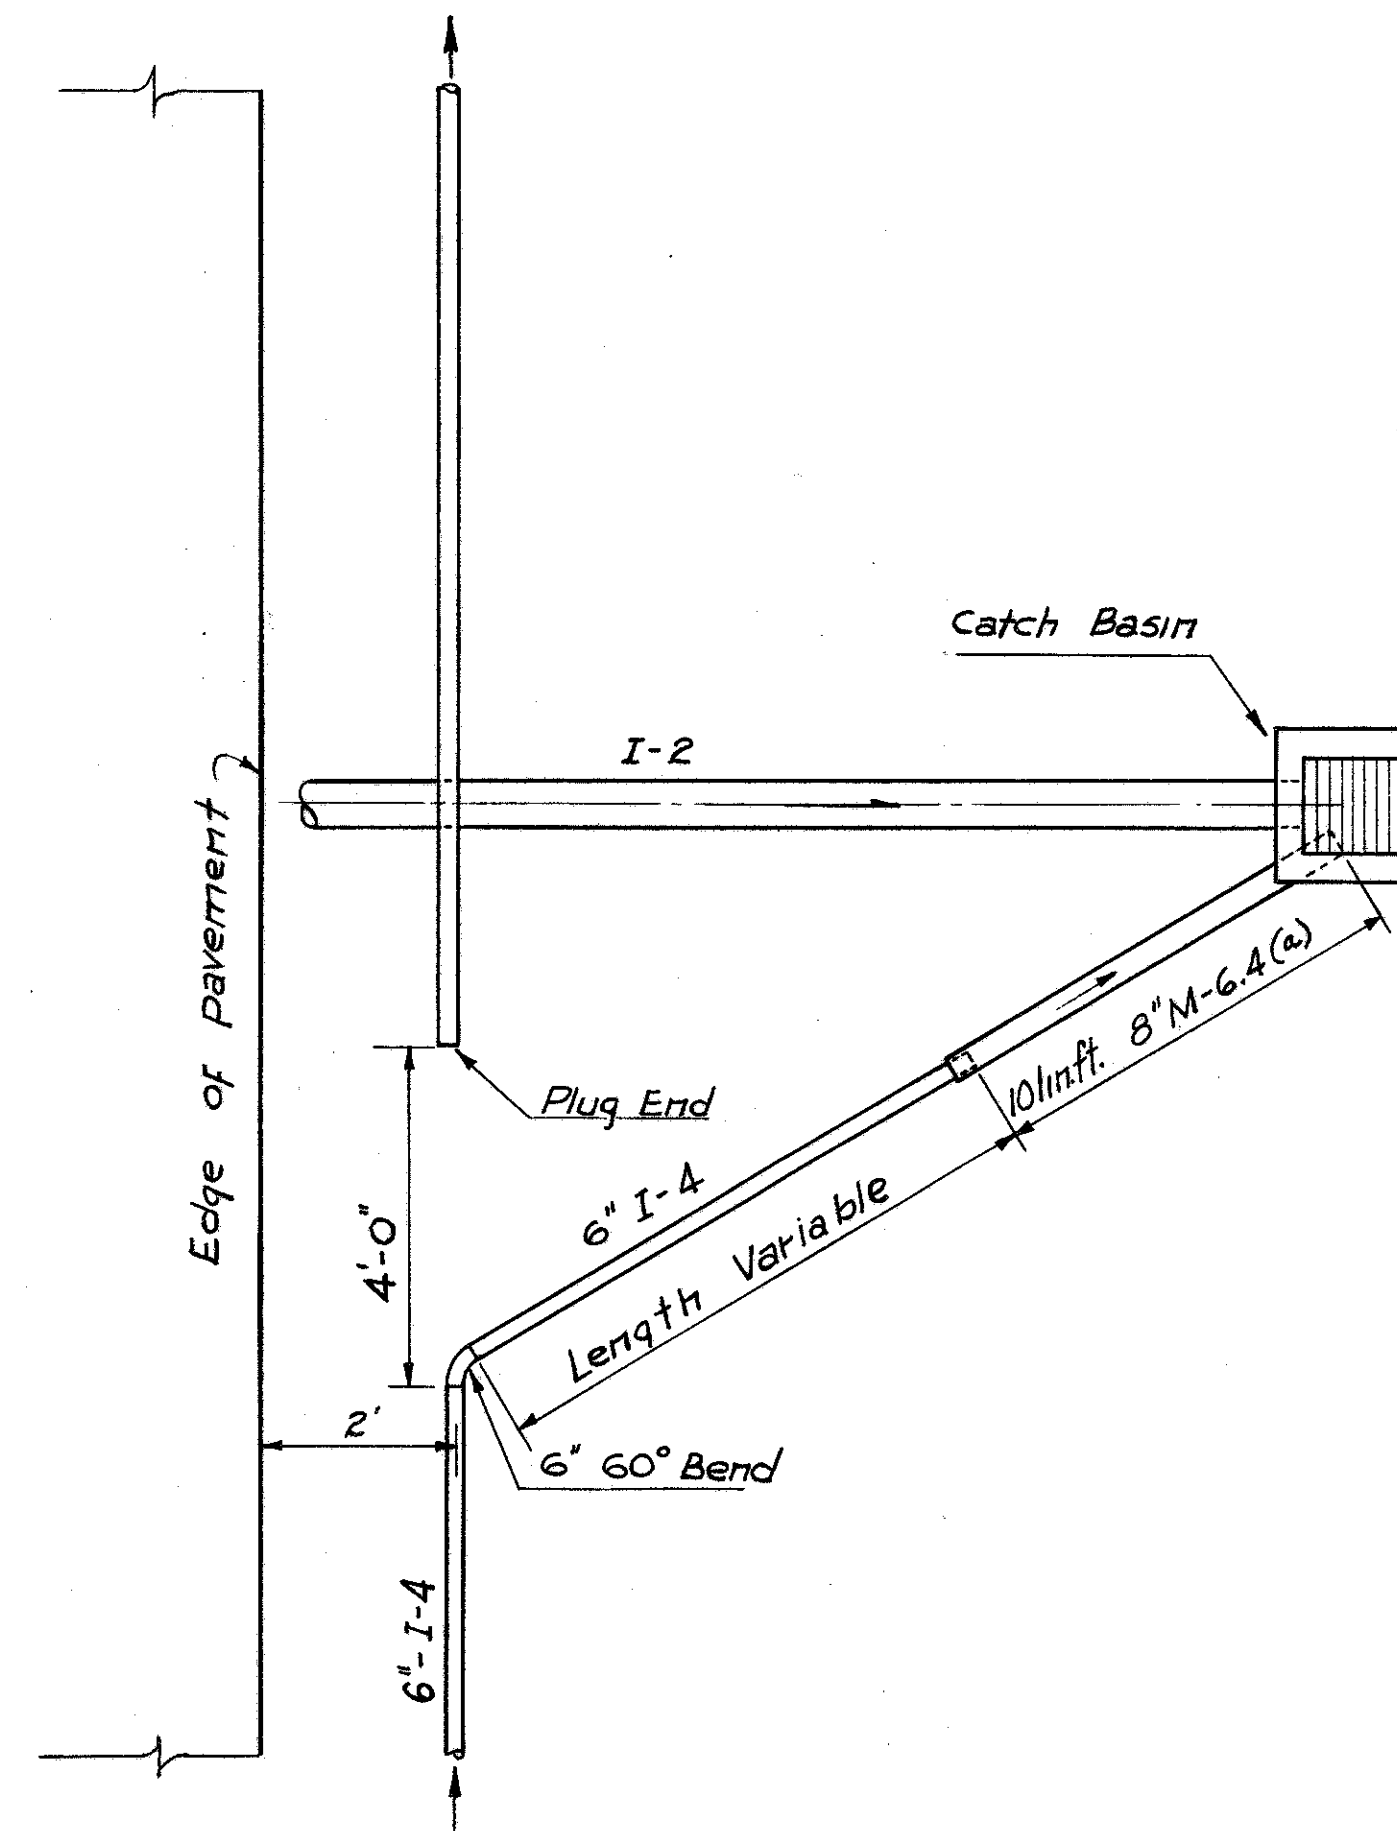 Catch Basin
I-2
Edge of Pavement
10 lin.ft. 8" M-6.4(a)
Plug End
6" I-4
4'-0"
Length Variable
2'
6" 60° Bend
6"-I-4